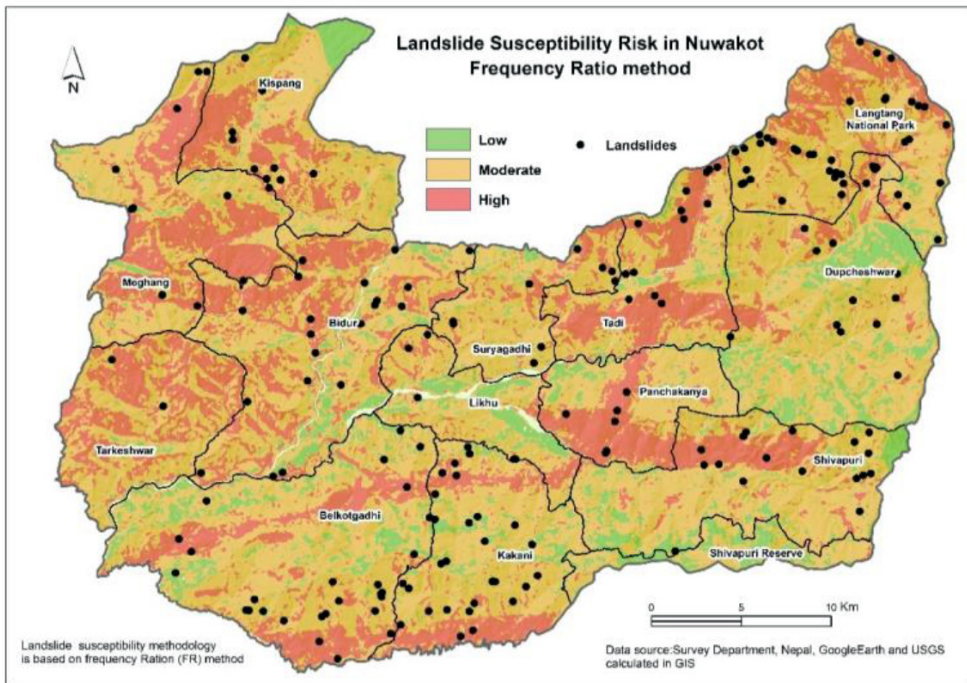 Landslide Susceptibility Risk in Nuwakot
Frequency Ratio method
N
Low
Moderate
High
Landslides
Kispang
Langtang
National Park
Meghang
Dupcheshwar
Bidur
Tadi
Suryagadhi
Panchakanya
Likhu
Tarkeshwar
Shivapuri
Belkotgadhi
Kakani
Shivapuri Reserve
0 5 10 Km
Landslide susceptibility methodology
is based on frequency Ration (FR) method
Data source:Survey Department, Nepal, GoogleEarth and USGS
calculated in GIS